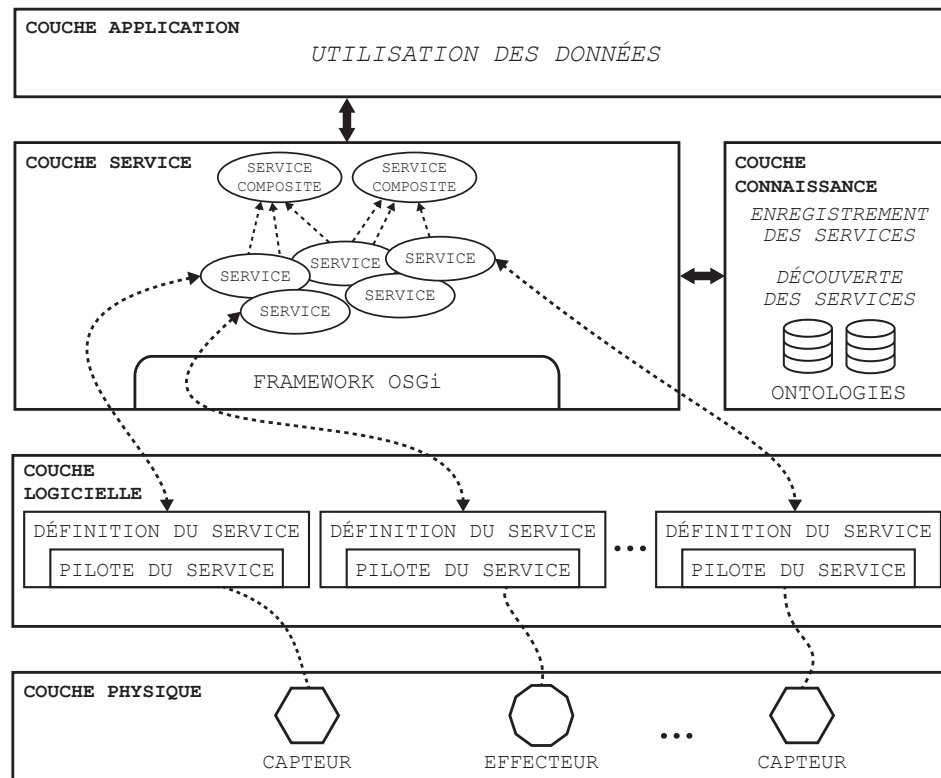 COUCHE APPLICATION
UTILISATION DES DONNÉES
COUCHE SERVICE
SERVICE
COMPOSITE
SERVICE
COMPOSITE
SERVICE
SERVICE
SERVICE
SERVICE
SERVICE
FRAMEWORK OSGi
COUCHE
CONNAISSANCE
ENREGISTREMENT
DES SERVICES
DÉCOUVERTE
DES SERVICES
ONTOLOGIES
COUCHE
LOGICIELLE
DÉFINITION DU SERVICE
PILOTE DU SERVICE
DÉFINITION DU SERVICE
PILOTE DU SERVICE
...
DÉFINITION DU SERVICE
PILOTE DU SERVICE
COUCHE PHYSIQUE
CAPTEUR
EFFECTEUR
...
CAPTEUR